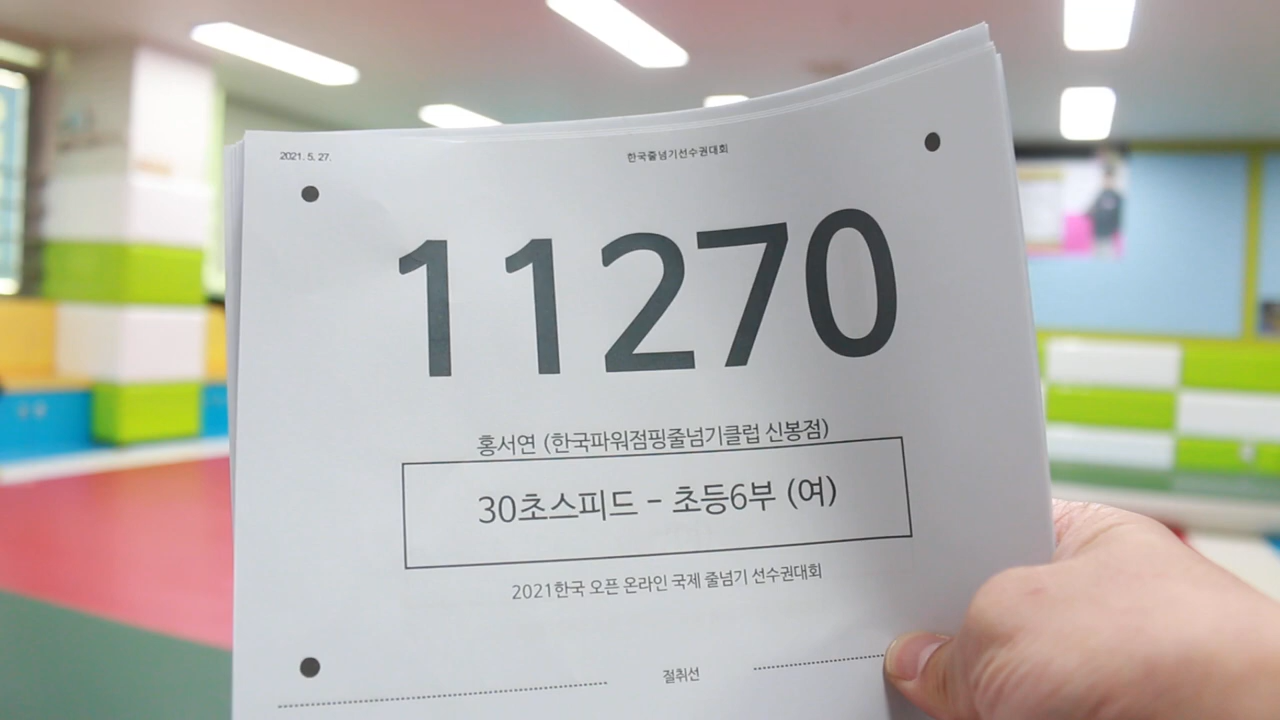 2021. 5. 27.
한국줄넘기선수권대회
11270
홍서연 (한국파워점핑줄넘기클럽 신봉점)
30초스피드 - 초등6부 (여)
2021한국 오픈 온라인 국제 줄넘기 선수권대회
절취선